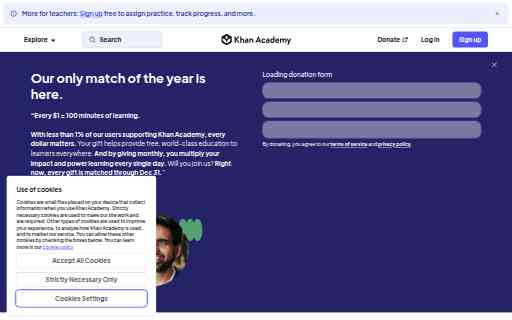 More for teachers: Sign up free to assign practice, track progress, and more.
Explore
Search
Khan Academy
Donate
Log in
Sign up
Our only match of the year is
here.
"Every $1 = 100 minutes of learning.
With less than 1% of our users supporting Khan Academy, every
dollar matters. Your gift helps provide free, world-class education to
learners everywhere. And by giving monthly, you multiply your
impact and power learning every single day. Will you join us? Right
now, every gift is matched through Dec 31."
Loading donation form
By donating, you agree to our terms of service and privacy policy.
Use of cookies
Cookies are small files placed on your device that collect
information when you use Khan Academy. Strictly
necessary cookies are used to make our site work and
are required. Other types of cookies are used to improve
your experience, to analyze how Khan Academy is used,
and to market our service. You can allow these other
cookies by checking the boxes below. You can learn
more in our cookie policy
Accept All Cookies
Strictly Necessary Only
Cookies Settings